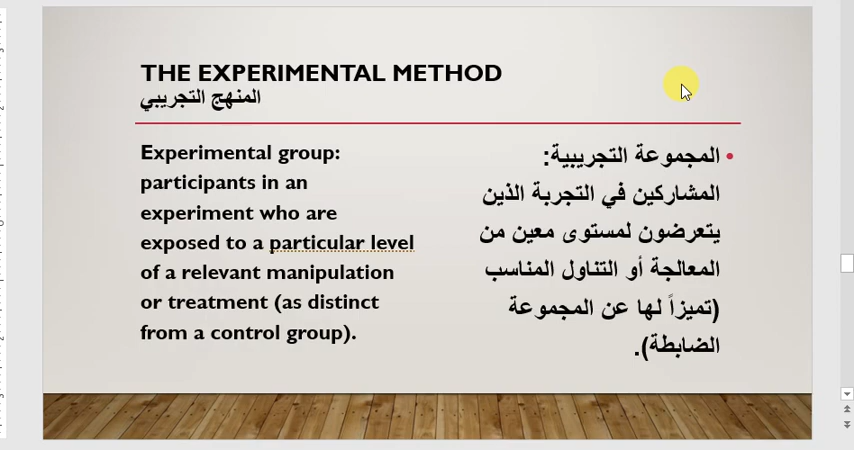 THE EXPERIMENTAL METHOD
المنهج التجريبي
Experimental group:
participants in an
experiment who are
exposed to a particular level
of a relevant manipulation
or treatment (as distinct
from a control group).
• المجموعة التجريبية:
المشاركين في التجربة الذين
يتعرضون لمستوى معين من
المعالجة أو التناول المناسب
(تميزاً لها عن المجموعة
الضابطة).